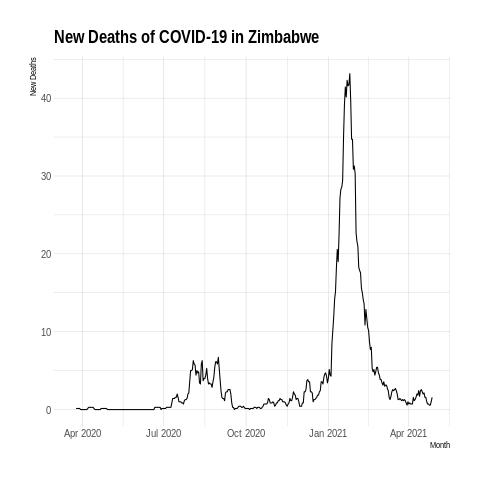 New Deaths of COVID-19 in Zimbabwe
New Deaths
40
30
20
10
0
Apr 2020 Jul 2020 Oct 2020 Jan 2021 Apr 2021
Month